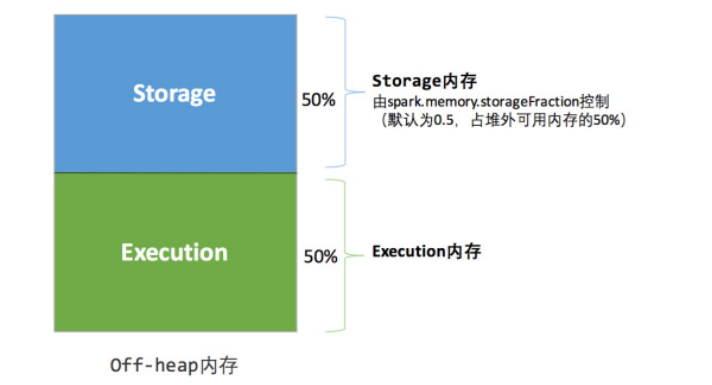 Storage
50%
Storage内存
由spark.memory.storageFraction控制
（默认为0.5，占堆外可用内存的50%）
Execution
50%
Execution内存
Off-heap内存